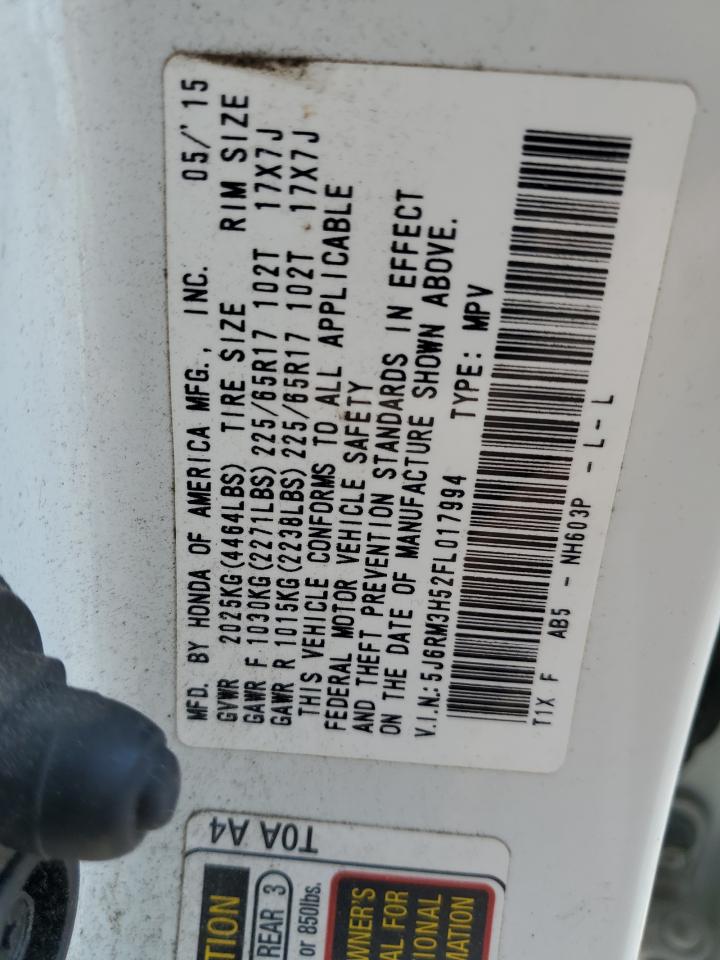 MFD. BY HONDA OF AMERICA MFG., INC. 05/'15
GVWR 2025KG(4464LBS) TIRE SIZE RIM SIZE
GAWR F 1030KG(2271LBS) 225/65R17 102T 17X7J
GAWR R 1015KG(2238LBS) 225/65R17 102T 17X7J
THIS VEHICLE CONFORMS TO ALL APPLICABLE
FEDERAL MOTOR VEHICLE SAFETY
AND THEFT PREVENTION STANDARDS IN EFFECT
ON THE DATE OF MANUFACTURE SHOWN ABOVE.
V.I.N.: 5J6RM3H52FL017994 TYPE: MPV
T1X F AB5 - NH603P - L - L
T0A A4
TION
REAR 3
or 850lbs.
WNER'S
AL FOR
TIONAL
MATION